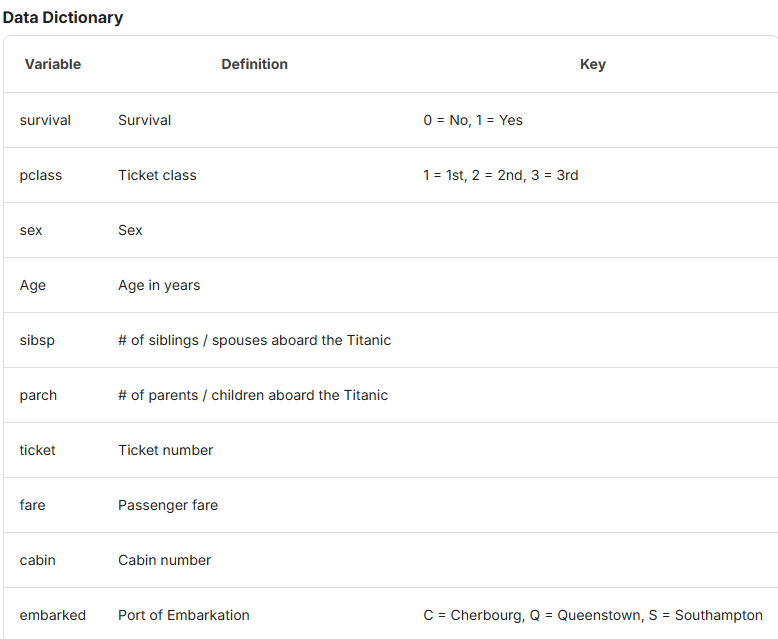 Data Dictionary
Variable Definition Key
survival Survival 0 = No, 1 = Yes
pclass Ticket class 1 = 1st, 2 = 2nd, 3 = 3rd
sex Sex
Age Age in years
sibsp # of siblings / spouses aboard the Titanic
parch # of parents / children aboard the Titanic
ticket Ticket number
fare Passenger fare
cabin Cabin number
embarked Port of Embarkation C = Cherbourg, Q = Queenstown, S = Southampton